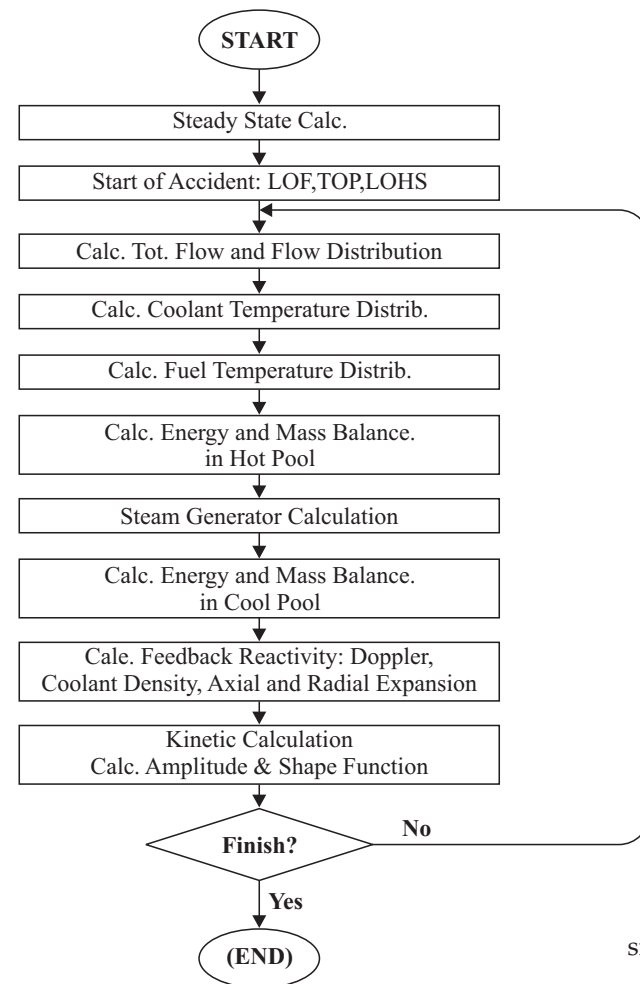 START
Steady State Calc.
Start of Accident: LOF,TOP,LOHS
Calc. Tot. Flow and Flow Distribution
Calc. Coolant Temperature Distrib.
Calc. Fuel Temperature Distrib.
Calc. Energy and Mass Balance.
in Hot Pool
Steam Generator Calculation
Calc. Energy and Mass Balance.
in Cool Pool
Cale. Feedback Reactivity: Doppler,
Coolant Density, Axial and Radial Expansion
Kinetic Calculation
Calc. Amplitude & Shape Function
Finish?
No
Yes
(END)